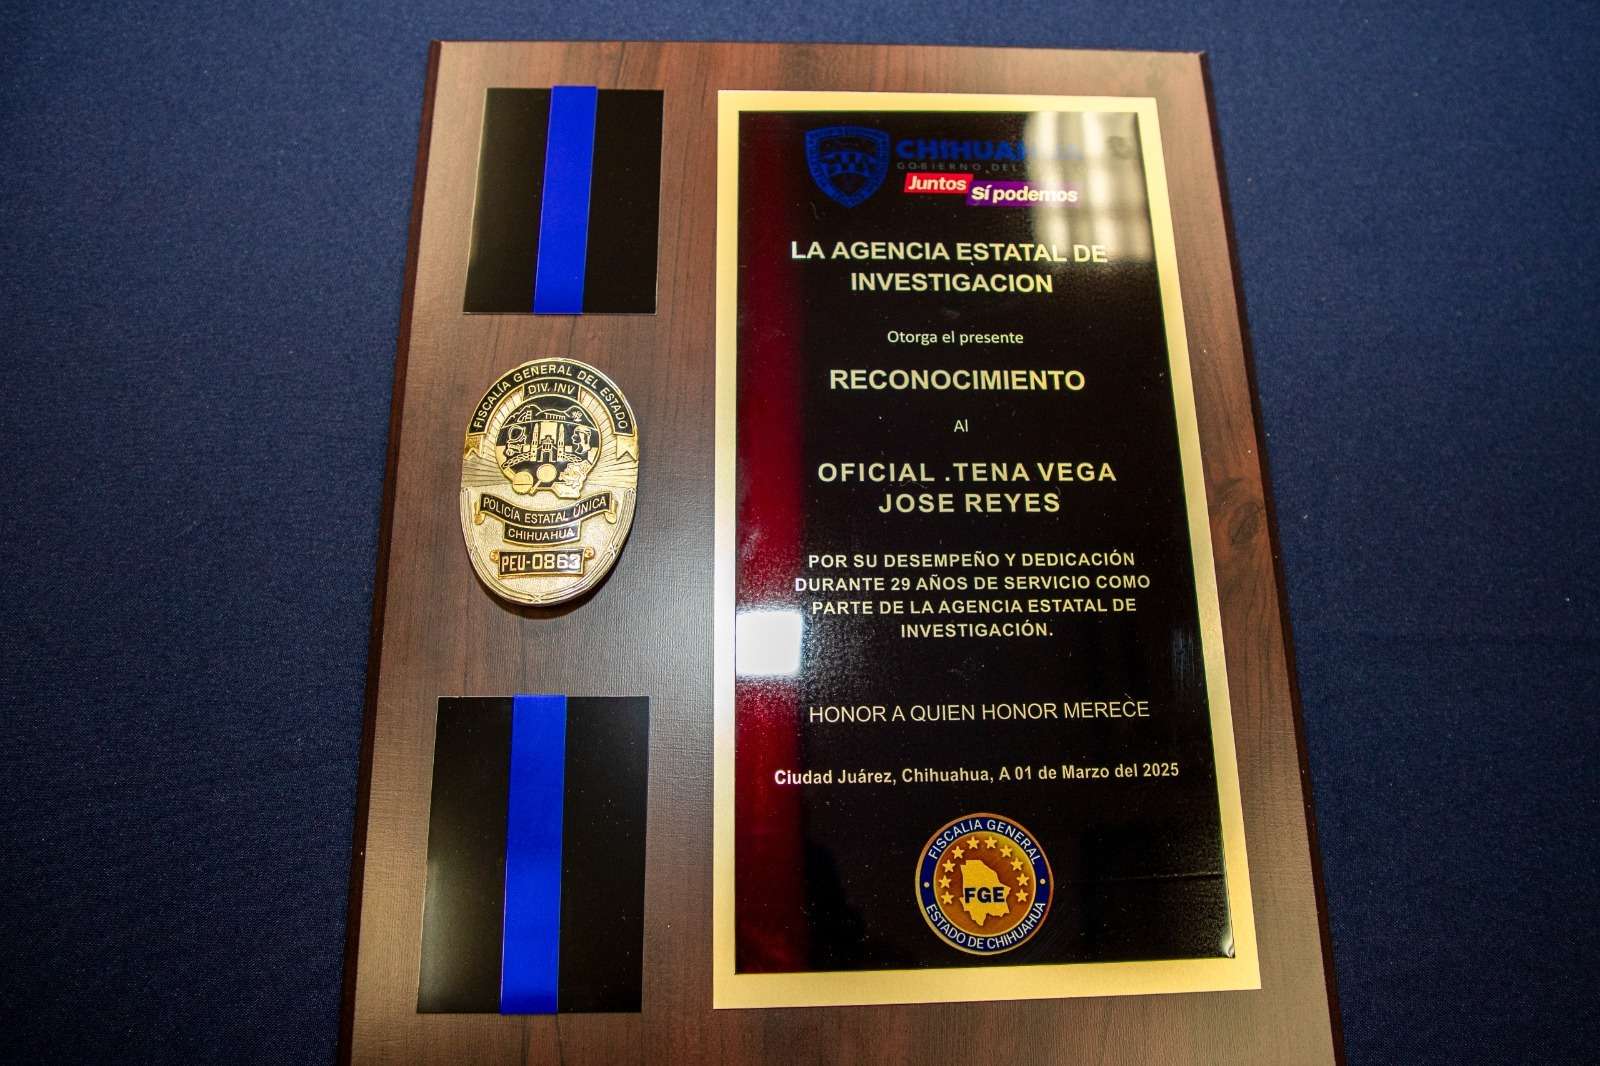 FISCALÍA GENERAL DEL ESTADO
DIV. INV
POLICÍA ESTATAL ÚNICA
CHIHUAHUA
PEU-0863
CHIHUAHUA
GOBIERNO DEL
Juntos
Sí podemos
LA AGENCIA ESTATAL DE
INVESTIGACION
Otorga el presente
RECONOCIMIENTO
Al
OFICIAL .TENA VEGA
JOSE REYES
POR SU DESEMPEÑO Y DEDICACIÓN
DURANTE 29 AÑOS DE SERVICIO COMO
PARTE DE LA AGENCIA ESTATAL DE
INVESTIGACIÓN.
HONOR A QUIEN HONOR MERECE
Ciudad Juárez, Chihuahua, A 01 de Marzo del 2025
FISCALIA GENERAL
FGE
ESTADO DE CHIHUAHUA